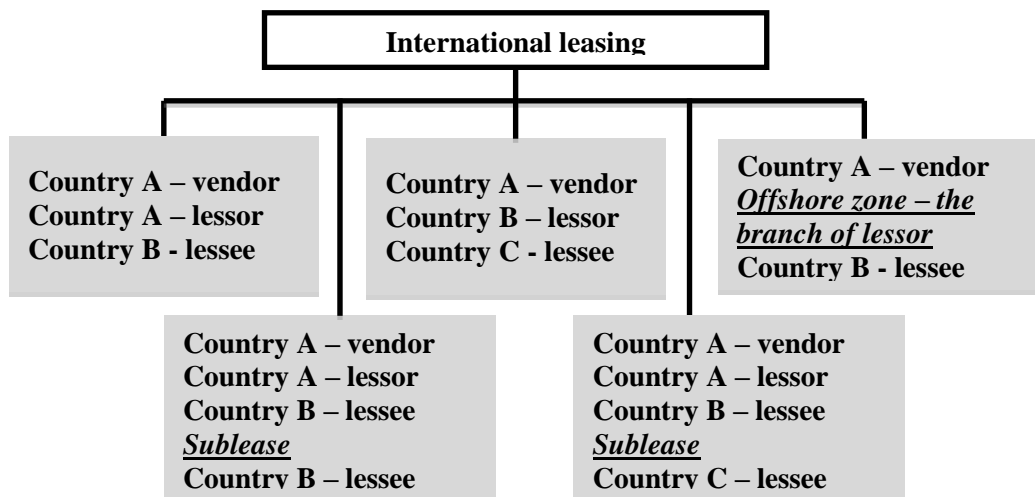 International leasing
Country A – vendor
Country A – lessor
Country B - lessee
Country A – vendor
Country B – lessor
Country C - lessee
Country A – vendor
Offshore zone – the
branch of lessor
Country B - lessee
Country A – vendor
Country A – lessor
Country B – lessee
Sublease
Country B – lessee
Country A – vendor
Country A – lessor
Country B – lessee
Sublease
Country C – lessee